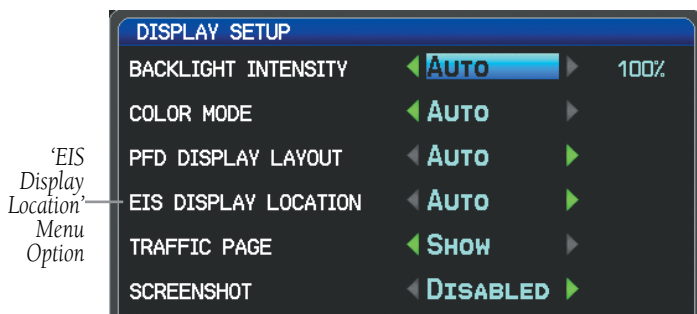 DISPLAY SETUP
BACKLIGHT INTENSITY AUTO 100%
COLOR MODE AUTO
PFD DISPLAY LAYOUT AUTO
EIS DISPLAY LOCATION AUTO
TRAFFIC PAGE SHOW
SCREENSHOT DISABLED
‘EIS
Display
Location’
Menu
Option